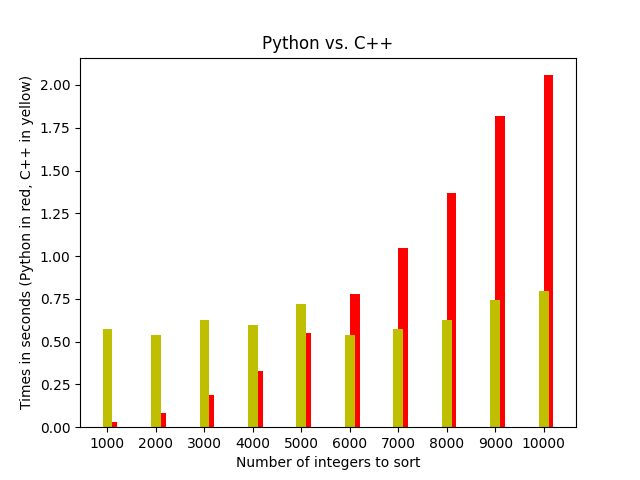 Python vs. C++
Times in seconds (Python in red, C++ in yellow)
2.00
1.75
1.50
1.25
1.00
0.75
0.50
0.25
0.00
1000 2000 3000 4000 5000 6000 7000 8000 9000 10000
Number of integers to sort